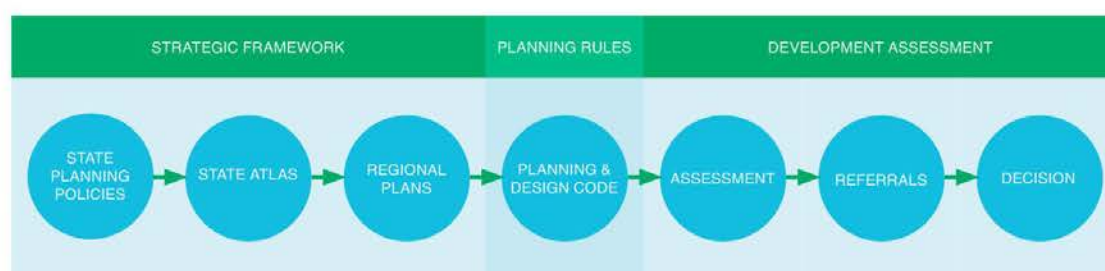 STRATEGIC FRAMEWORK
PLANNING RULES
DEVELOPMENT ASSESSMENT
STATE
PLANNING
POLICIES
STATE ATLAS
REGIONAL
PLANS
PLANNING &
DESIGN CODE
ASSESSMENT
REFERRALS
DECISION